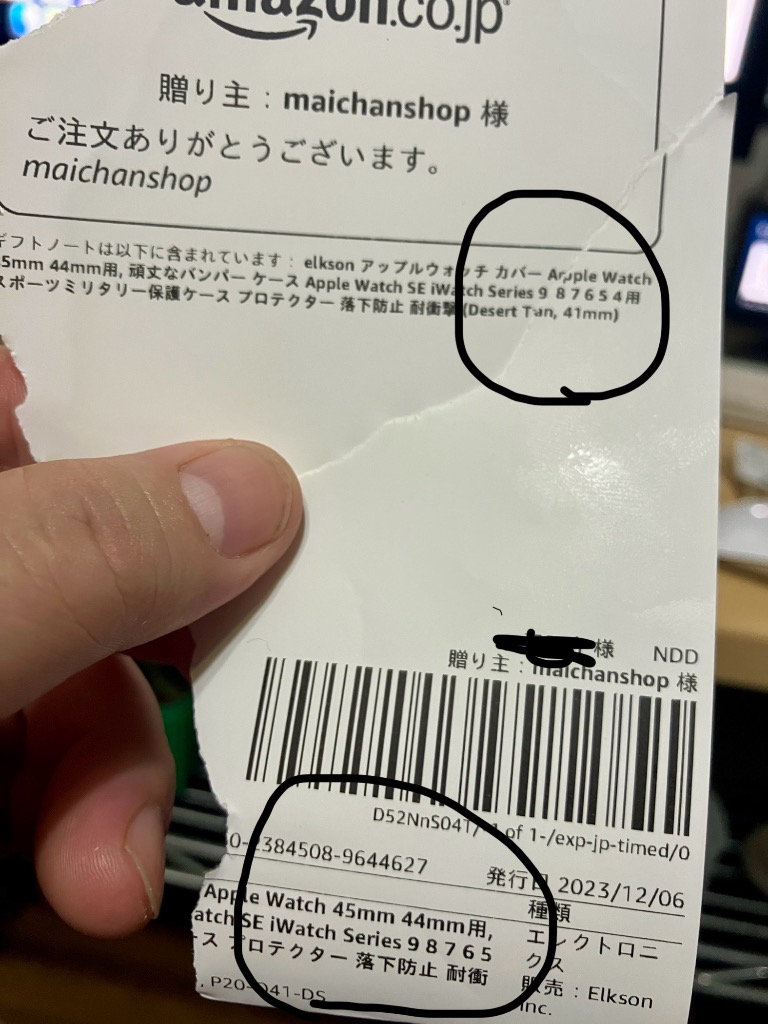 amazon.co.jp
贈り主：maichanshop 様
ご注文ありがとうございます。
maichanshop
ギフトノートは以下に含まれています： elkson アップルウォッチ カバー Apple Watch
5mm 44mm用, 頑丈なバンパー ケース Apple Watch SE iWatch Series 9 8 7 6 5 4用
スポーツミリタリー保護ケース プロテクター 落下防止 耐衝撃 (Desert Tan, 41mm)
様 NDD
贈り主：maichanshop 様
1 of 1-/exp-jp-timed/0
0-2384508-9644627 発行日 2023/12/06
Apple Watch 45mm 44mm用,
atch SE iWatch Series 9 8 7 6 5
ース プロテクター 落下防止 耐衝
, P20-041-DS
種類
エレクトロニ
クス
販売：Elkson
Inc.